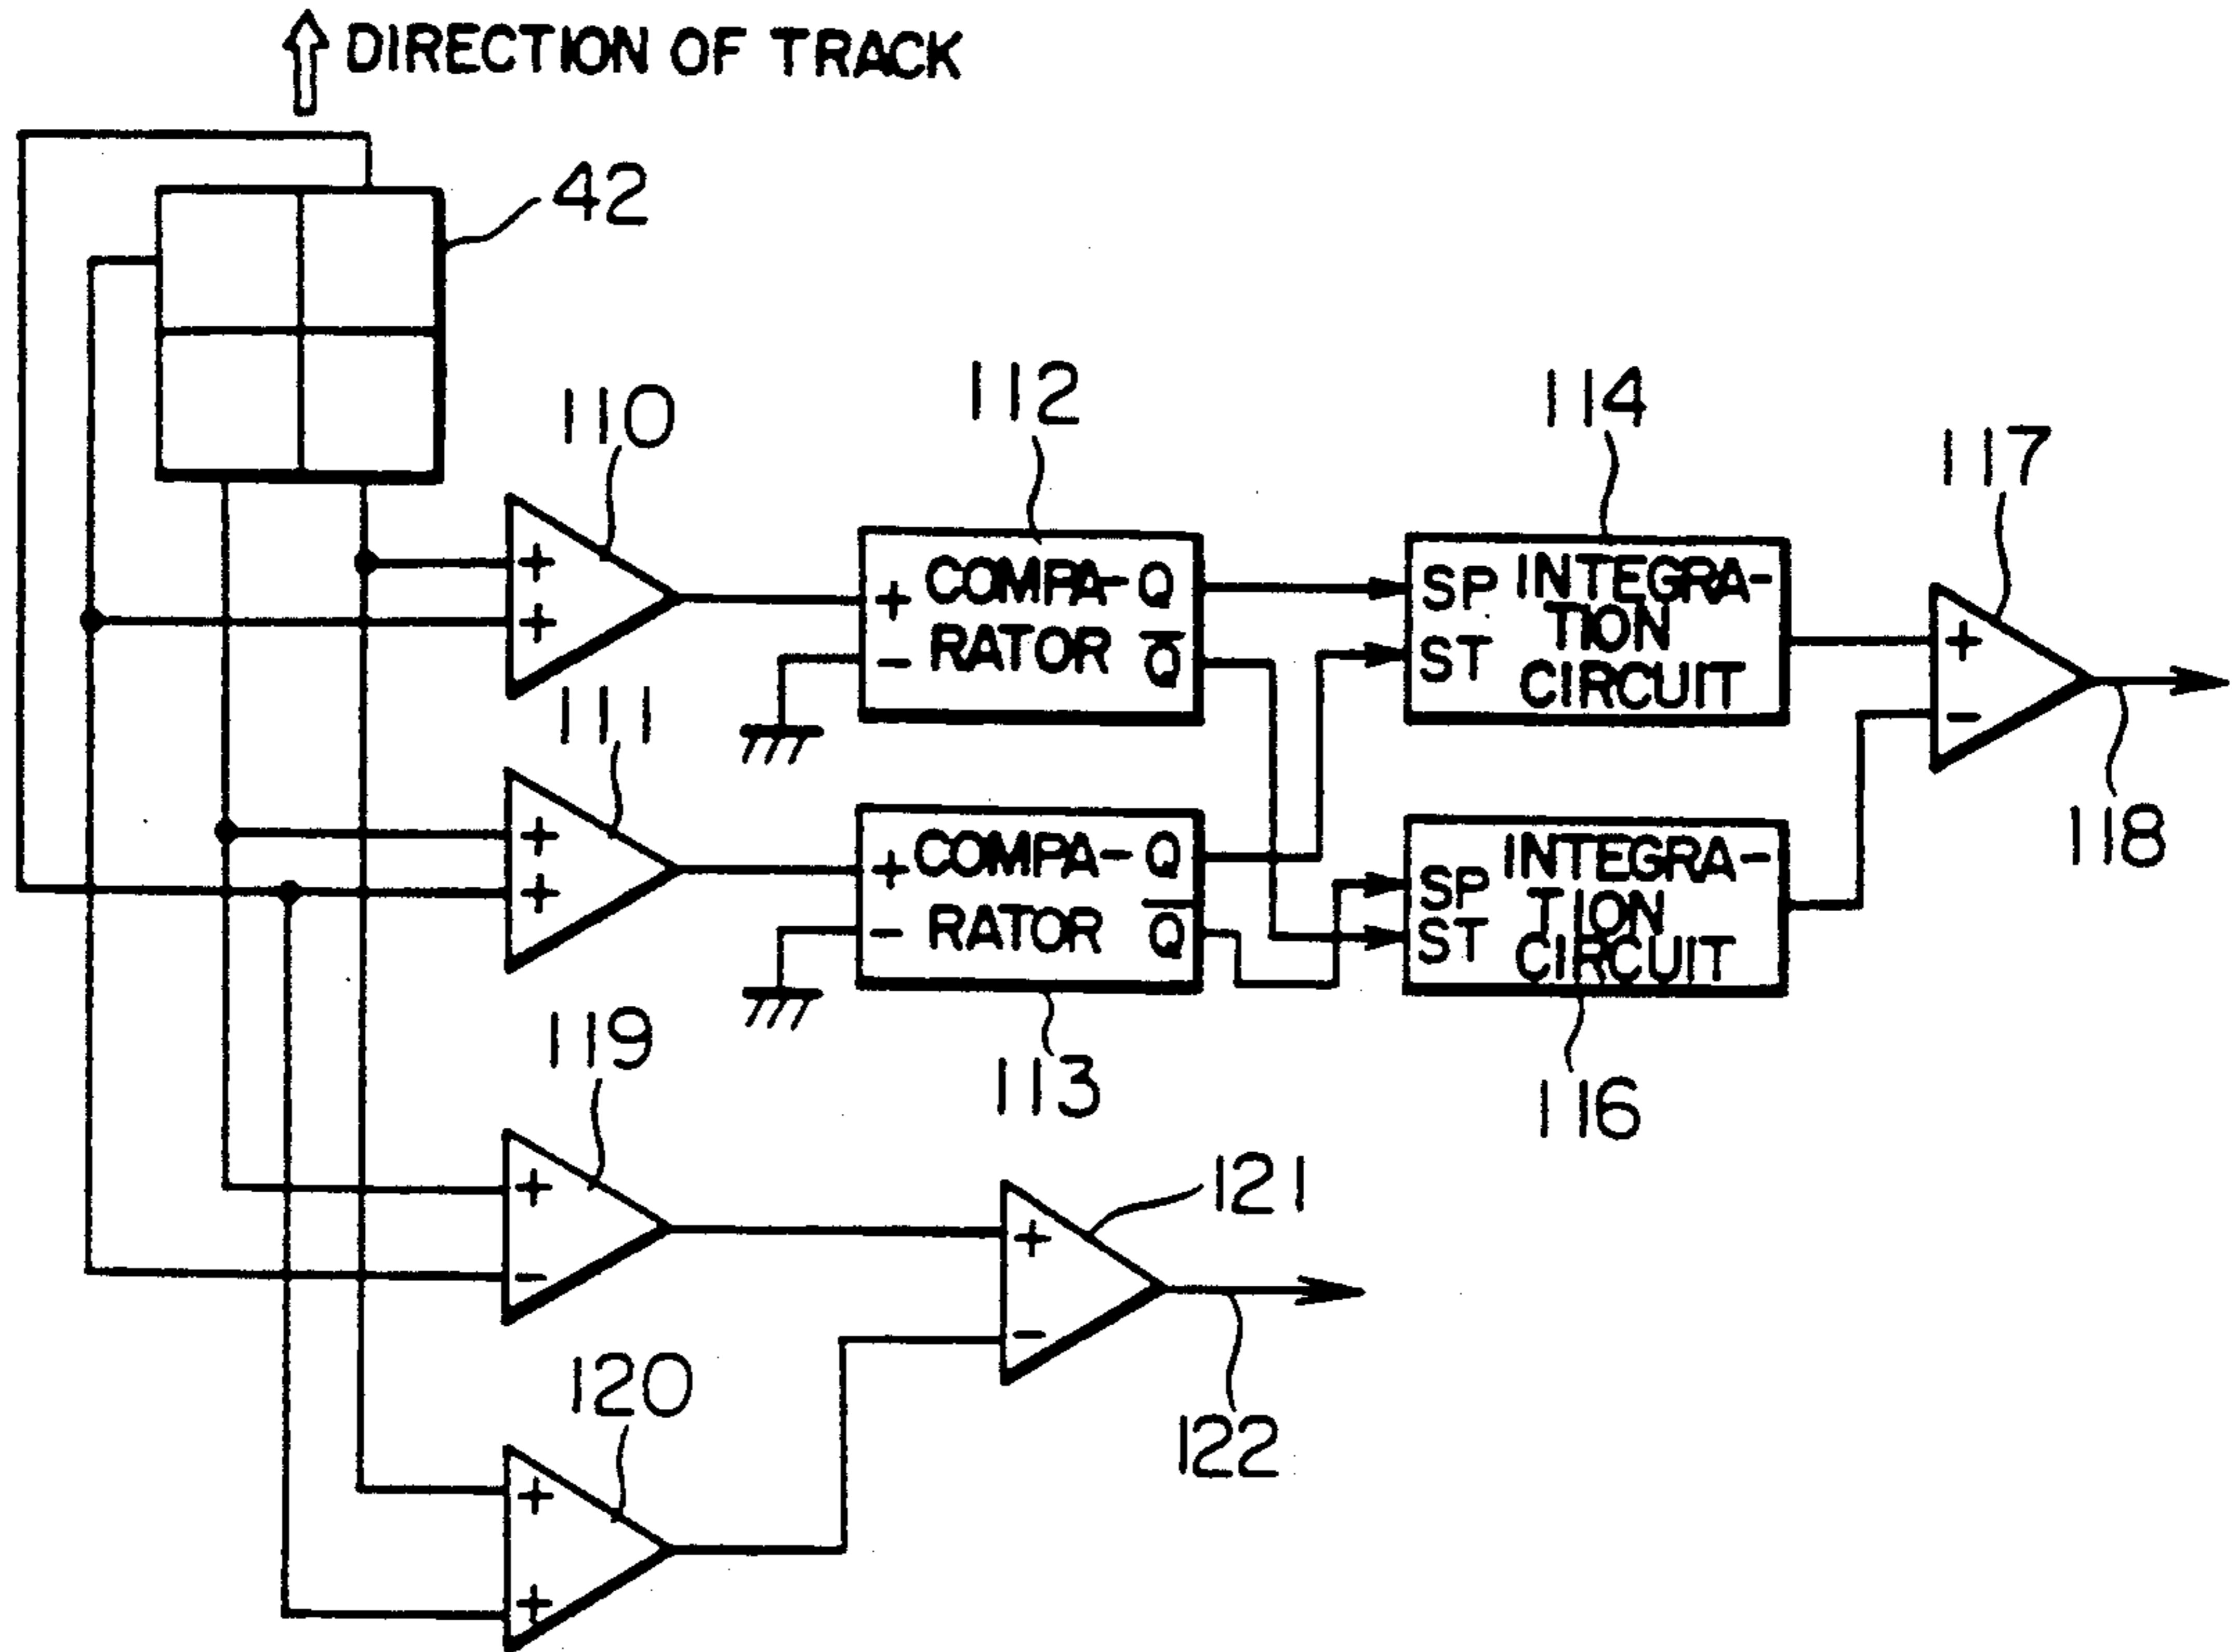 DIRECTION OF TRACK
42
110
112
114
117
+
+
+
COMPA-
Q
-
RATOR
Q̅
SP
INTEGRA-
TION
ST
CIRCUIT
+
-
118
111
+
+
+
COMPA-
Q
-
RATOR
Q̅
SP
INTEGRA-
TION
ST
CIRCUIT
113
116
119
+
-
121
+
-
122
120
+
+